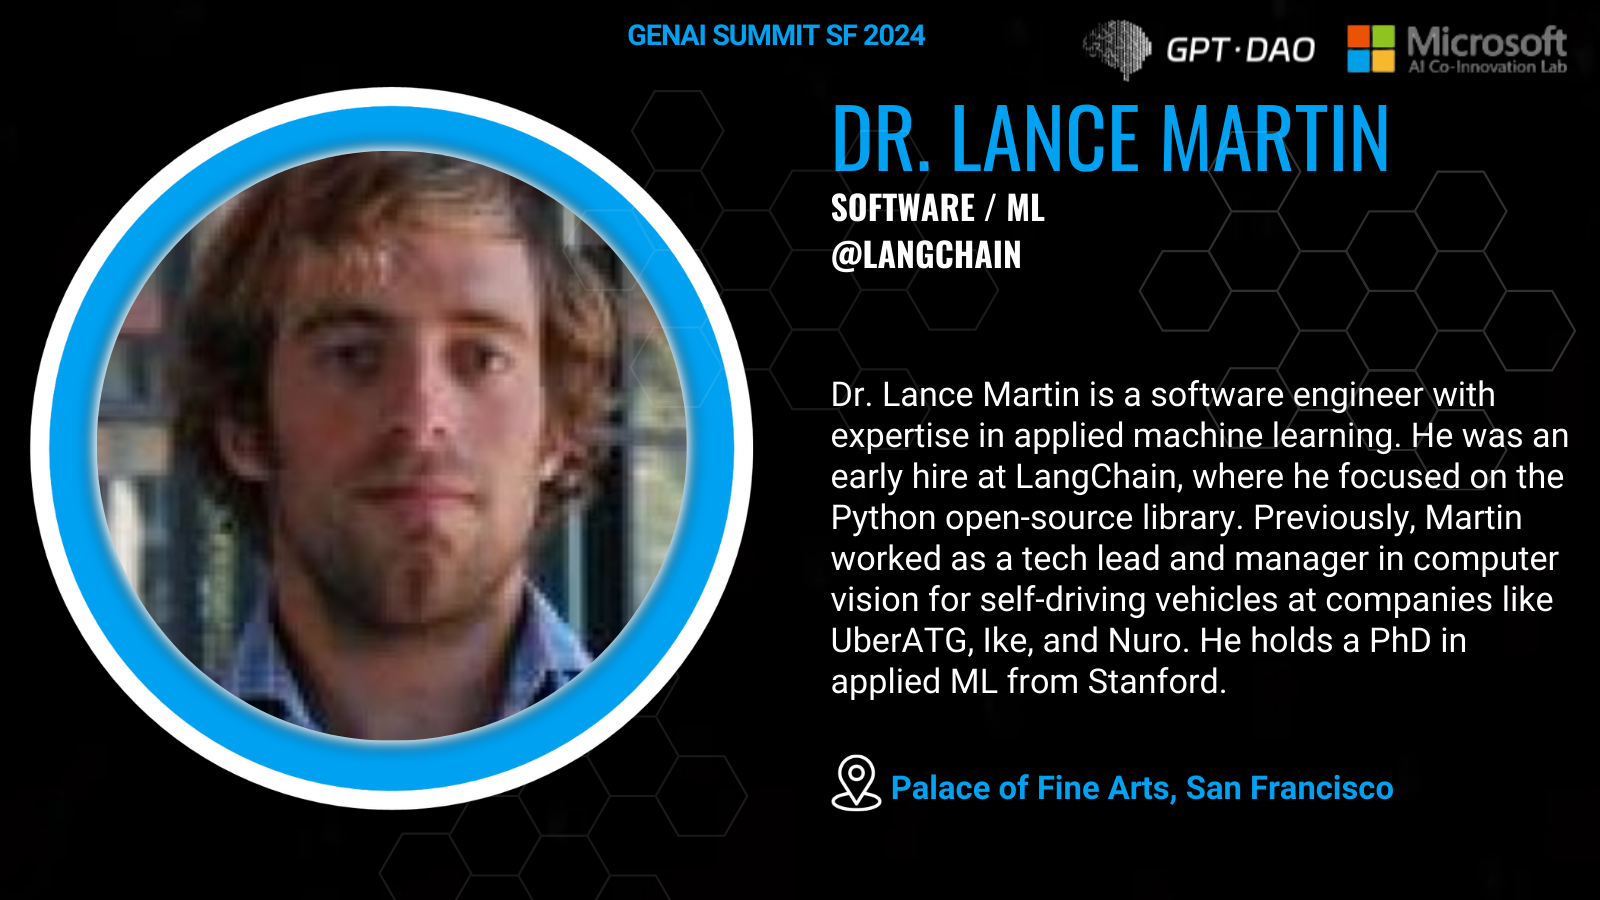 GENAI SUMMIT SF 2024
GPT·DAO
Microsoft
AI Co-Innovation Lab
DR. LANCE MARTIN
SOFTWARE / ML
@LANGCHAIN
Dr. Lance Martin is a software engineer with
expertise in applied machine learning. He was an
early hire at LangChain, where he focused on the
Python open-source library. Previously, Martin
worked as a tech lead and manager in computer
vision for self-driving vehicles at companies like
UberATG, Ike, and Nuro. He holds a PhD in
applied ML from Stanford.
Palace of Fine Arts, San Francisco